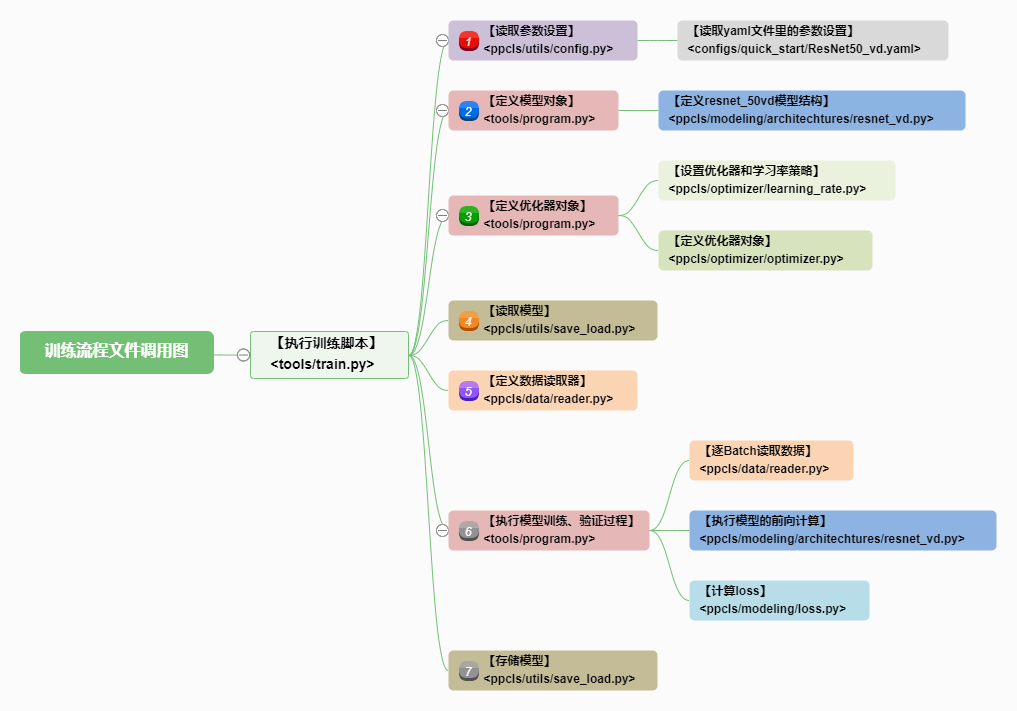 训练流程文件调用图
【执行训练脚本】
<tools/train.py>
1
【读取参数设置】
<ppcls/utils/config.py>
【读取yaml文件里的参数设置】
<configs/quick_start/ResNet50_vd.yaml>
2
【定义模型对象】
<tools/program.py>
【定义resnet_50vd模型结构】
<ppcls/modeling/architechtures/resnet_vd.py>
3
【定义优化器对象】
<tools/program.py>
【设置优化器和学习率策略】
<ppcls/optimizer/learning_rate.py>
【定义优化器对象】
<ppcls/optimizer/optimizer.py>
4
【读取模型】
<ppcls/utils/save_load.py>
5
【定义数据读取器】
<ppcls/data/reader.py>
6
【执行模型训练、验证过程】
<tools/program.py>
【逐Batch读取数据】
<ppcls/data/reader.py>
【执行模型的前向计算】
<ppcls/modeling/architechtures/resnet_vd.py>
【计算loss】
<ppcls/modeling/loss.py>
7
【存储模型】
<ppcls/utils/save_load.py>